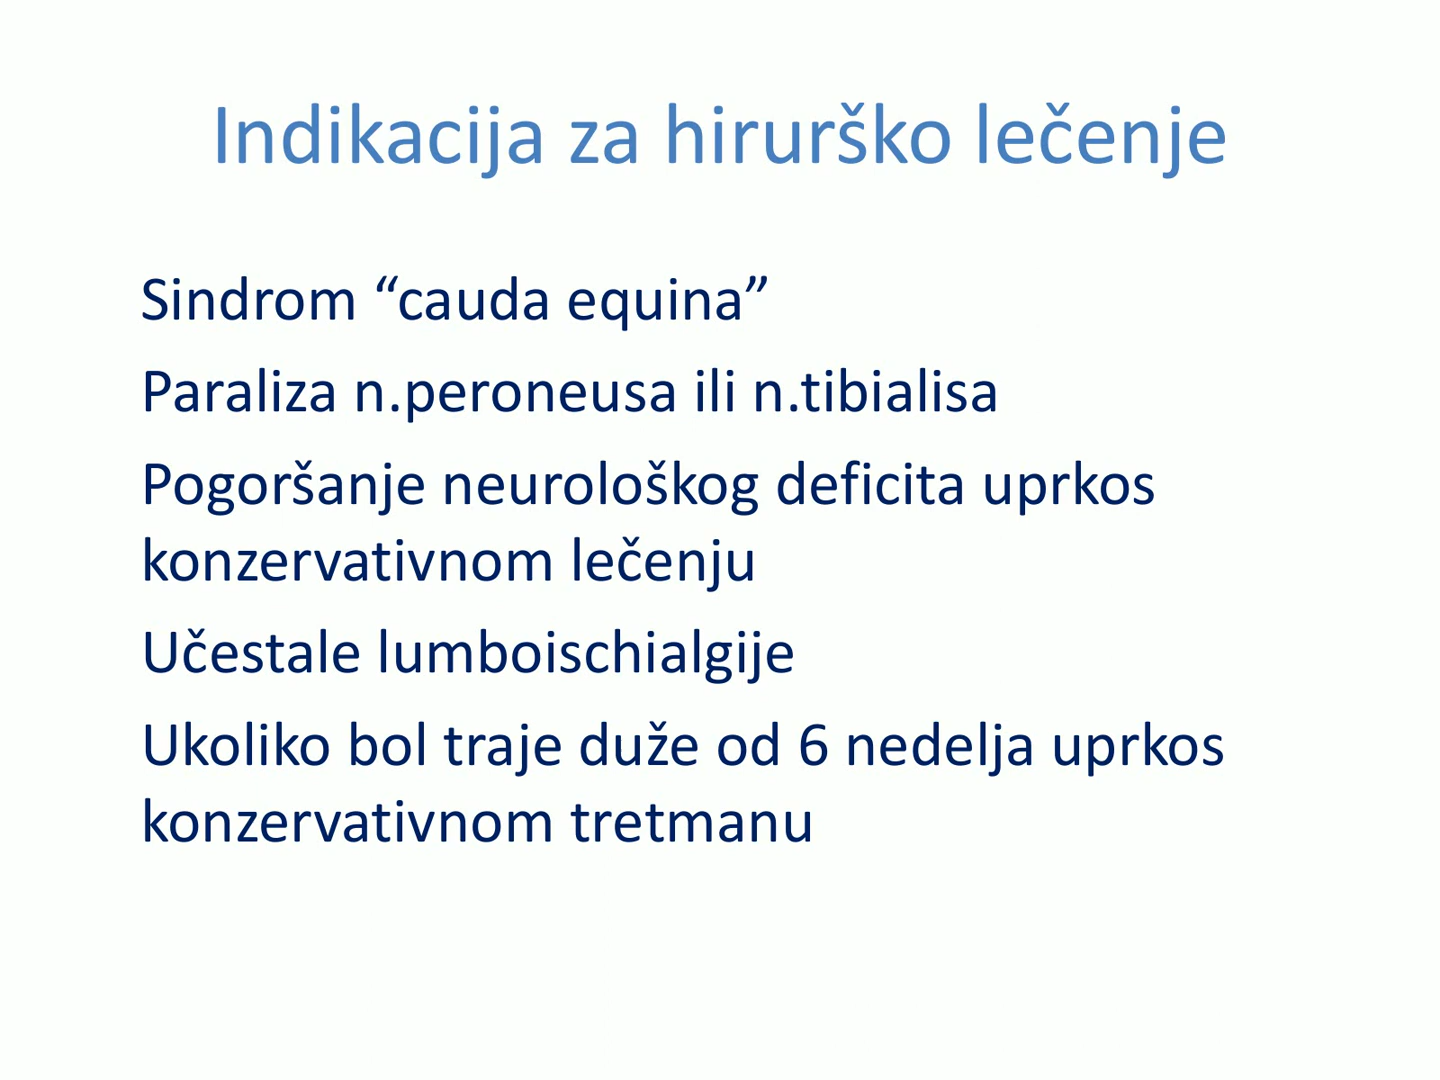 Indikacija za hirurško lečenje
Sindrom “cauda equina”
Paraliza n.peroneusa ili n.tibialisa
Pogoršanje neurološkog deficita uprkos
konzervativnom lečenju
Učestale lumboischialgije
Ukoliko bol traje duže od 6 nedelja uprkos
konzervativnom tretmanu